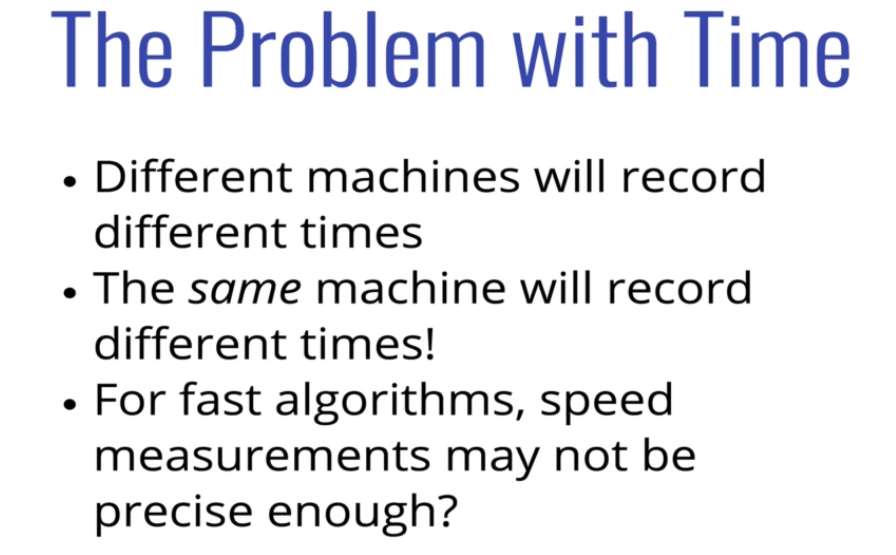 The Problem with Time
• Different machines will record
different times
• The same machine will record
different times!
• For fast algorithms, speed
measurements may not be
precise enough?